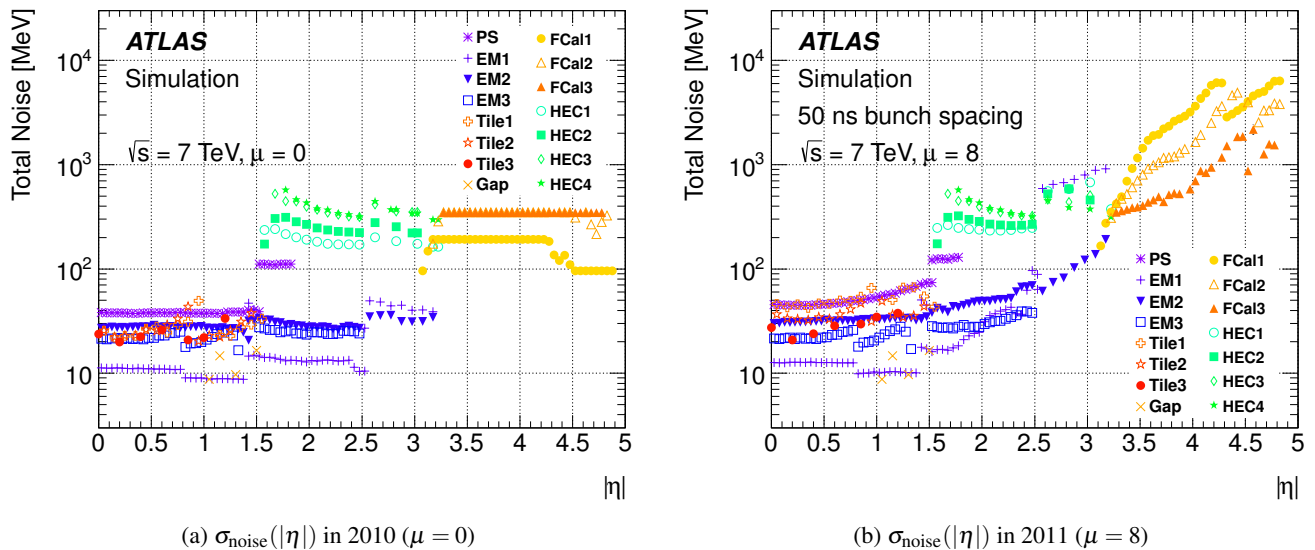 Total Noise [MeV]
10⁴
10³
10²
10
ATLAS
Simulation
√s = 7 TeV, μ = 0
PS
EM1
EM2
EM3
Tile1
Tile2
Tile3
Gap
FCal1
FCal2
FCal3
HEC1
HEC2
HEC3
HEC4
0 0.5 1 1.5 2 2.5 3 3.5 4 4.5 5
|η|
(a) σnoise(|η|) in 2010 (μ = 0)
Total Noise [MeV]
10⁴
10³
10²
10
ATLAS
Simulation
50 ns bunch spacing
√s = 7 TeV, μ = 8
PS
EM1
EM2
EM3
Tile1
Tile2
Tile3
Gap
FCal1
FCal2
FCal3
HEC1
HEC2
HEC3
HEC4
0 0.5 1 1.5 2 2.5 3 3.5 4 4.5 5
|η|
(b) σnoise(|η|) in 2011 (μ = 8)